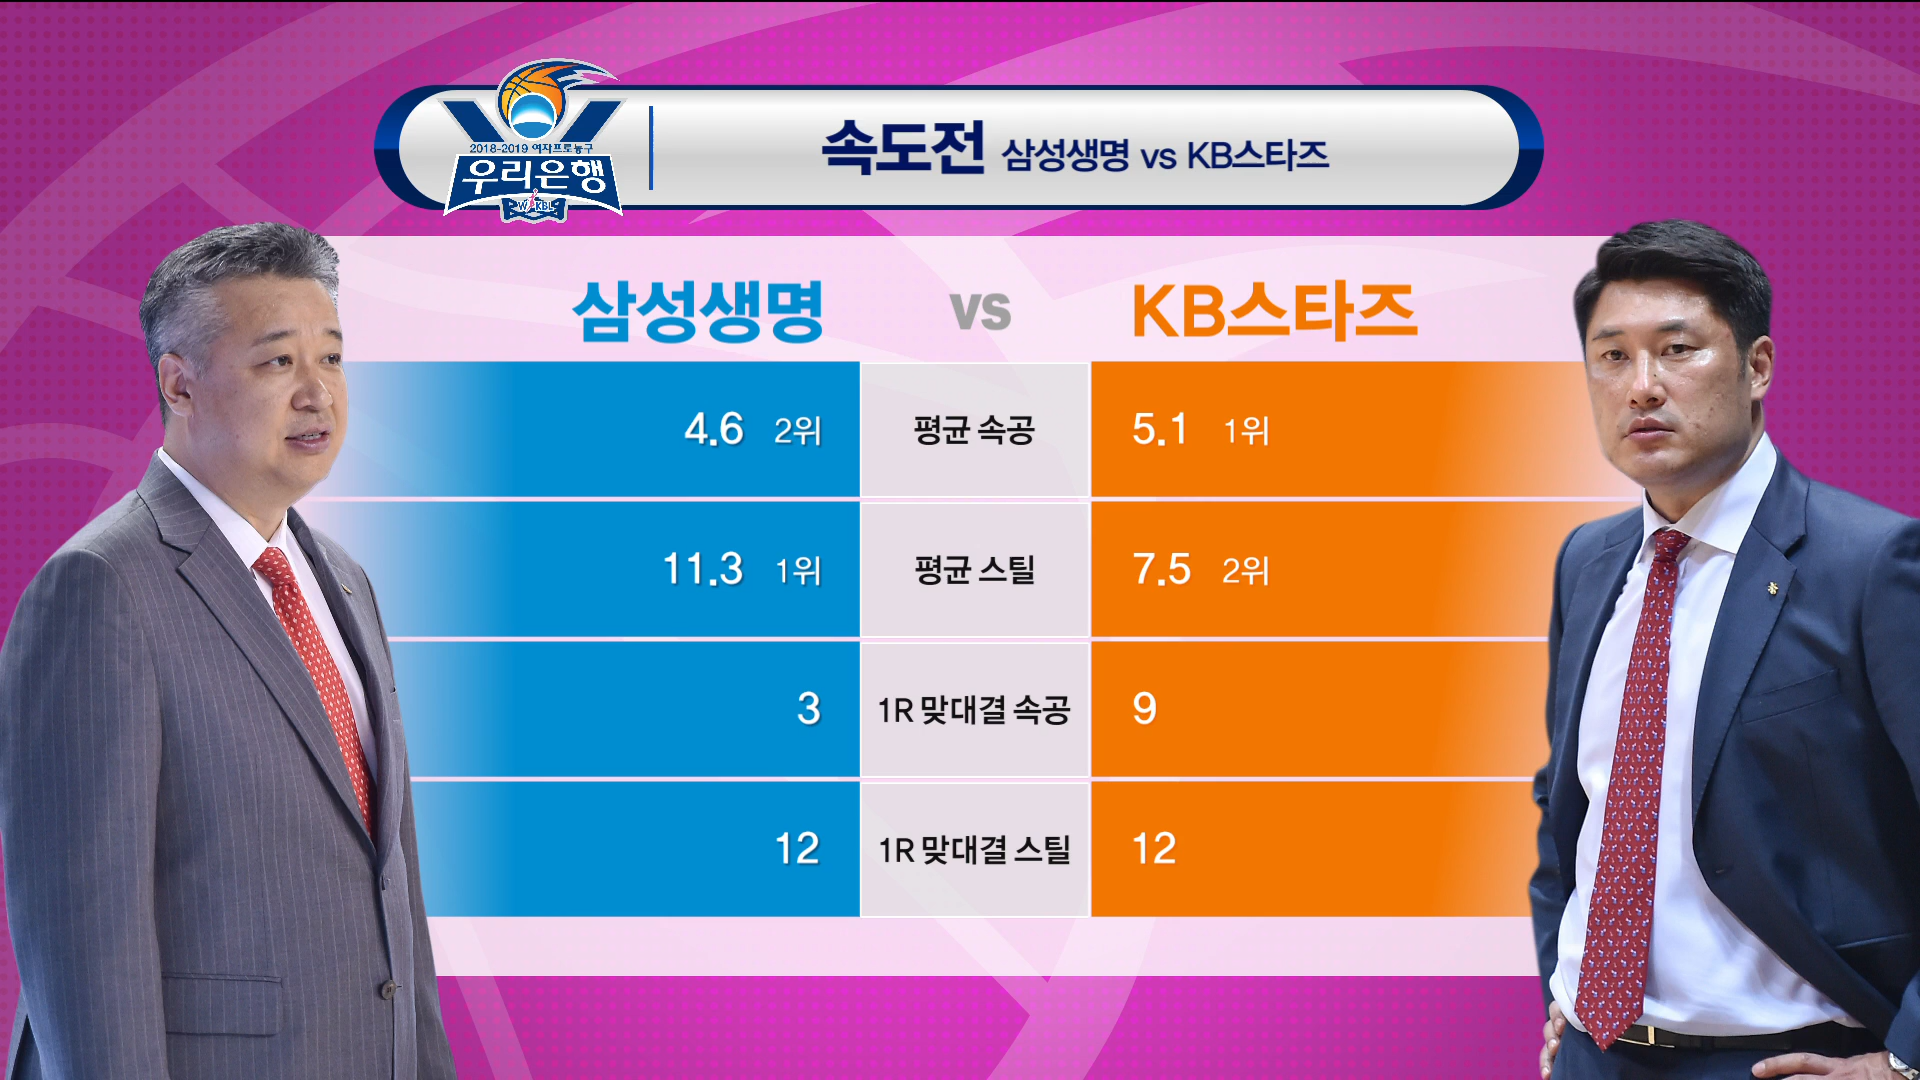 2018-2019 여자프로농구
우리은행
WKBL
속도전 삼성생명 vs KB스타즈
삼성생명 vs KB스타즈
4.6 2위 평균 속공 5.1 1위
11.3 1위 평균 스틸 7.5 2위
3 1R 맞대결 속공 9
12 1R 맞대결 스틸 12